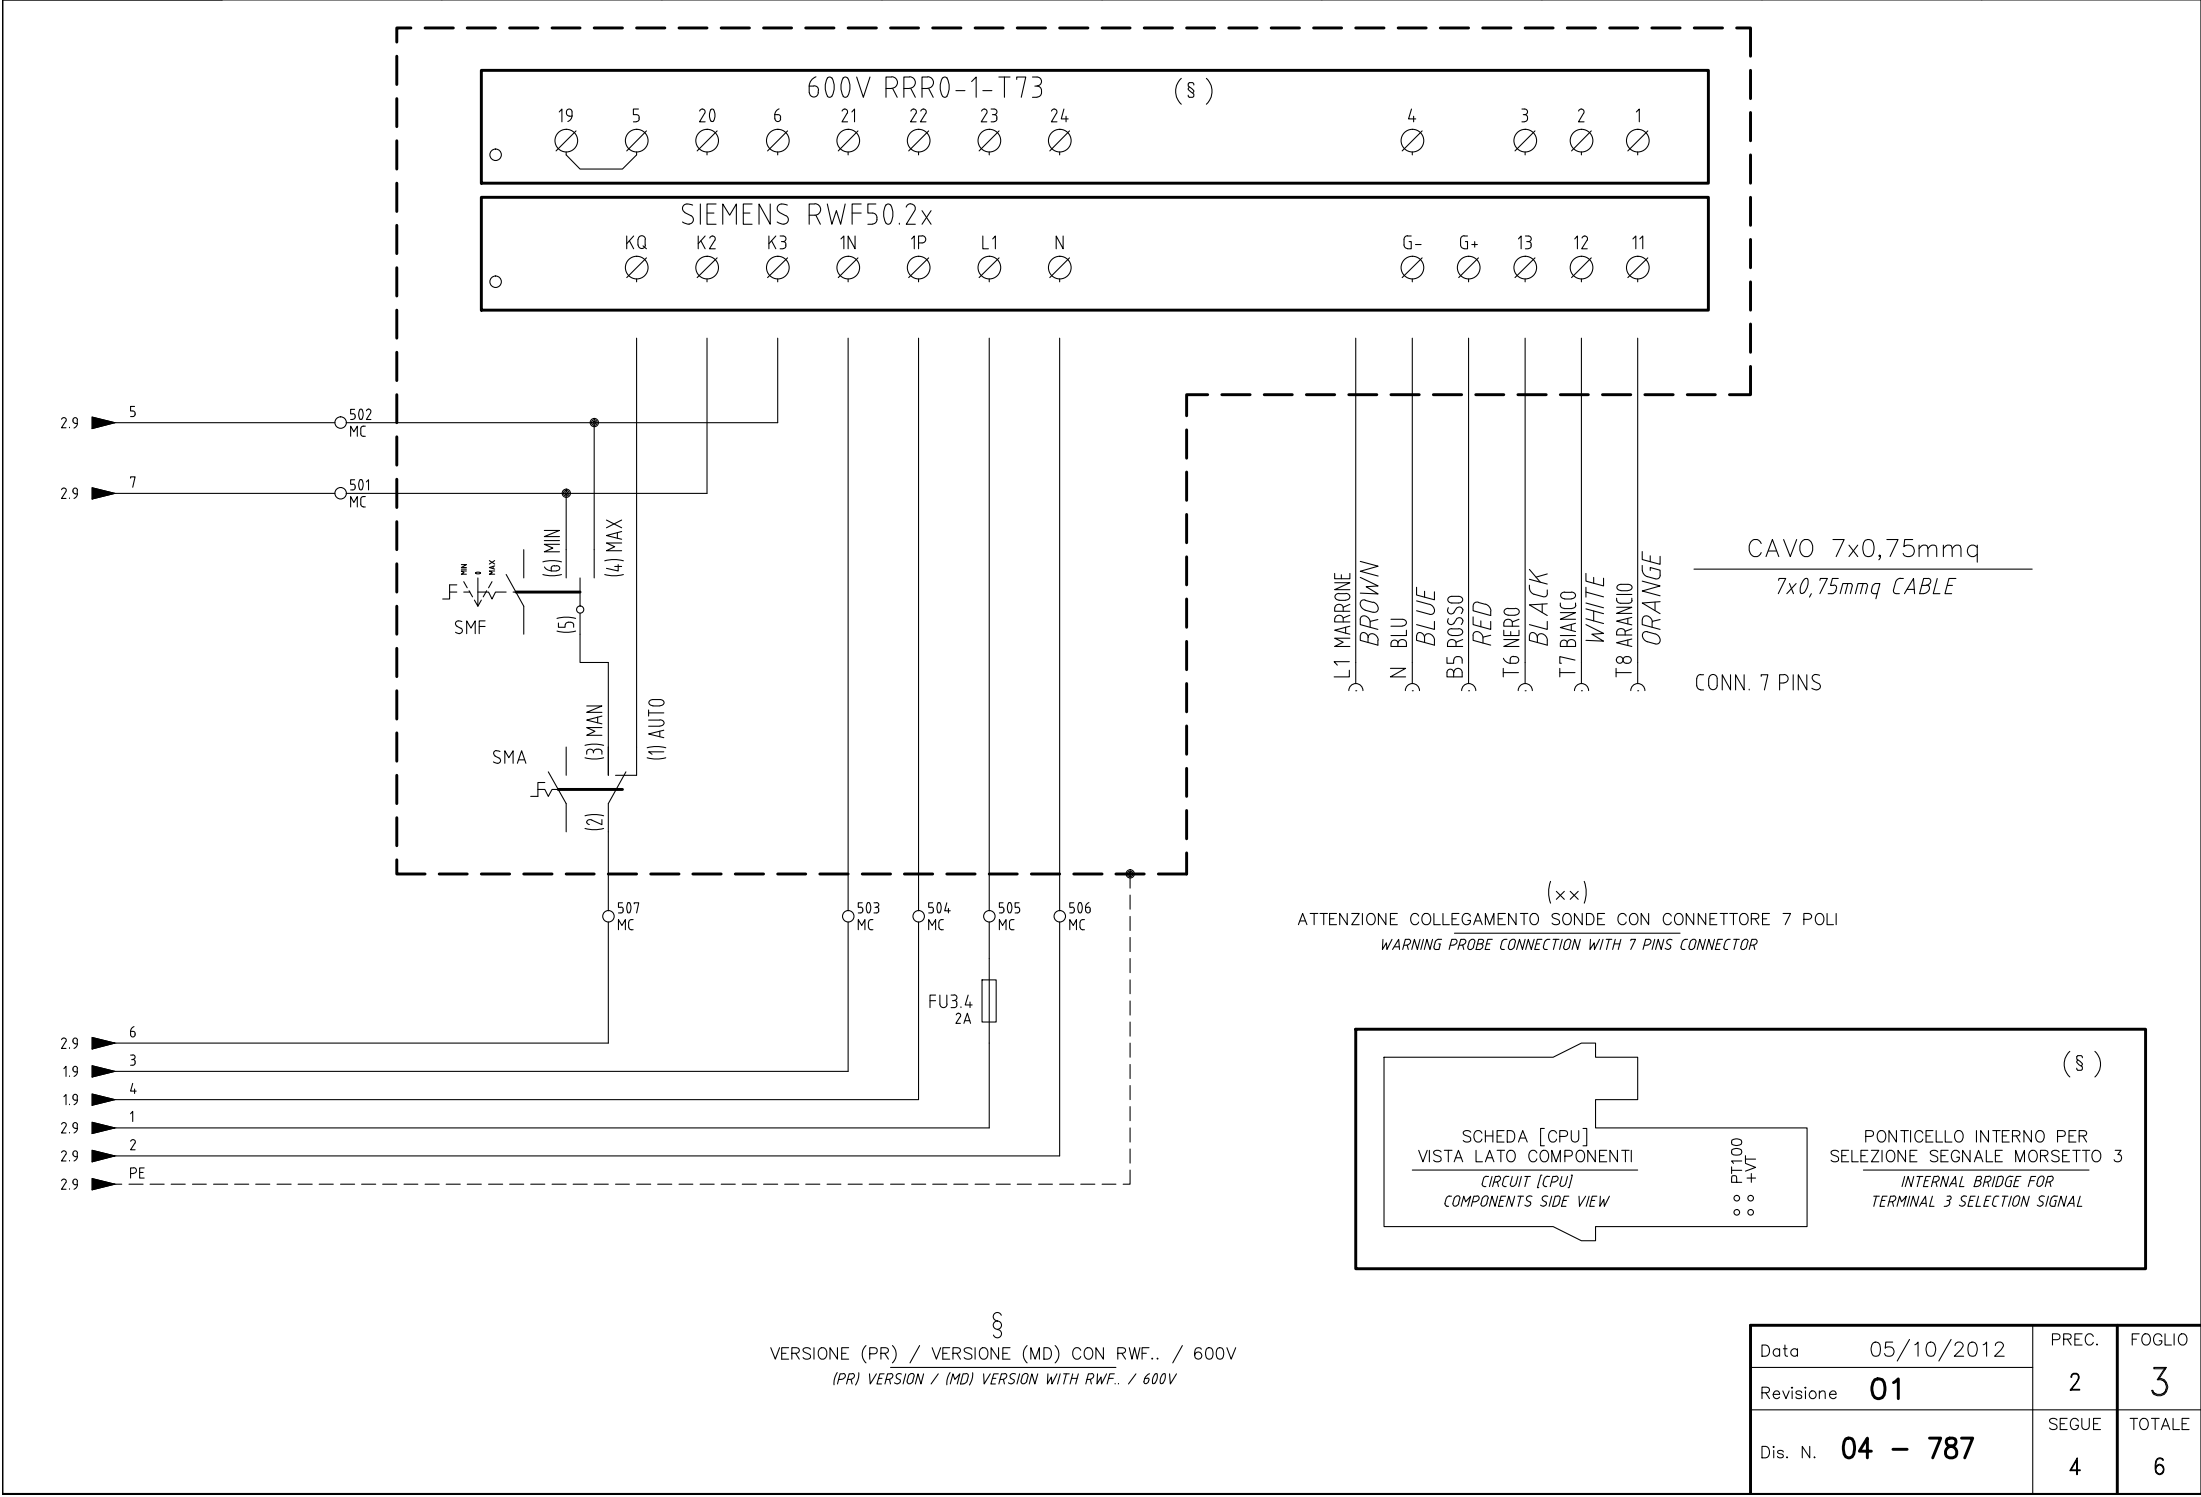 600V RRR0-1-T73 (§)
19 5 20 6 21 22 23 24 4 3 2 1
SIEMENS RWF50.2x
KQ K2 K3 1N 1P L1 N G- G+ 13 12 11
2.9 5 502
MC
2.9 7 501
MC
(6) MIN
(4) MAX
MIN 0 MAX
SMF
(5)
(3) MAN
(1) AUTO
SMA
(2)
L1 MARRONE
BROWN
N BLU
BLUE
B5 ROSSO
RED
T6 NERO
BLACK
T7 BIANCO
WHITE
T8 ARANCIO
ORANGE
CAVO 7x0,75mmq
7x0,75mmq CABLE
CONN. 7 PINS
507 503 504 505 506
MC MC MC MC MC
(xx)
ATTENZIONE COLLEGAMENTO SONDE CON CONNETTORE 7 POLI
WARNING PROBE CONNECTION WITH 7 PINS CONNECTOR
FU3.4
2A
2.9 6
1.9 3
1.9 4
2.9 1
2.9 2
2.9 PE
(§)
SCHEDA [CPU]
VISTA LATO COMPONENTI
CIRCUIT [CPU]
COMPONENTS SIDE VIEW
PT100
+VT
PONTICELLO INTERNO PER
SELEZIONE SEGNALE MORSETTO 3
INTERNAL BRIDGE FOR
TERMINAL 3 SELECTION SIGNAL
§
VERSIONE (PR) / VERSIONE (MD) CON RWF.. / 600V
(PR) VERSION / (MD) VERSION WITH RWF.. / 600V
Data 05/10/2012
Revisione 01
Dis. N. 04 - 787
PREC.
2
FOGLIO
3
SEGUE
4
TOTALE
6